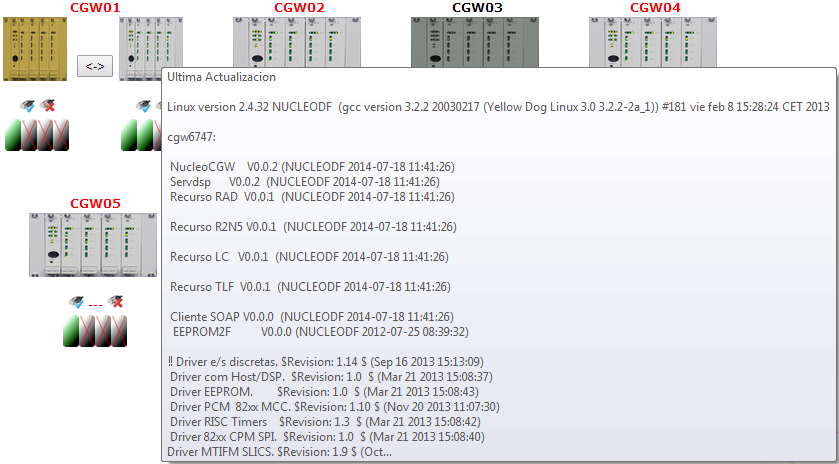 CGW01 CGW02 CGW03 CGW04
<->
Ultima Actualizacion
Linux version 2.4.32 NUCLEODF (gcc version 3.2.2 20030217 (Yellow Dog Linux 3.0 3.2.2-2a_1)) #181 vie feb 8 15:28:24 CET 2013
cgw6747:
NucleoCGW V0.0.2 (NUCLEODF 2014-07-18 11:41:26)
Servdsp V0.0.2 (NUCLEODF 2014-07-18 11:41:26)
Recurso RAD V0.0.1 (NUCLEODF 2014-07-18 11:41:26)
Recurso R2N5 V0.0.1 (NUCLEODF 2014-07-18 11:41:26)
Recurso LC V0.0.1 (NUCLEODF 2014-07-18 11:41:26)
Recurso TLF V0.0.1 (NUCLEODF 2014-07-18 11:41:26)
Cliente SOAP V0.0.0 (NUCLEODF 2014-07-18 11:41:26)
EEPROM2F V0.0.0 (NUCLEODF 2012-07-25 08:39:32)
!! Driver e/s discretas. $Revision: 1.14 $ (Sep 16 2013 15:13:09)
Driver com Host/DSP. $Revision: 1.0 $ (Mar 21 2013 15:08:37)
Driver EEPROM. $Revision: 1.0 $ (Mar 21 2013 15:08:43)
Driver PCM 82xx MCC. $Revision: 1.10 $ (Nov 20 2013 11:07:30)
Driver RISC Timers $Revision: 1.3 $ (Mar 21 2013 15:08:42)
Driver 82xx CPM SPI. $Revision: 1.0 $ (Mar 21 2013 15:08:40)
Driver MTIFM SLICS. $Revision: 1.9 $ (Oct...
CGW05
---